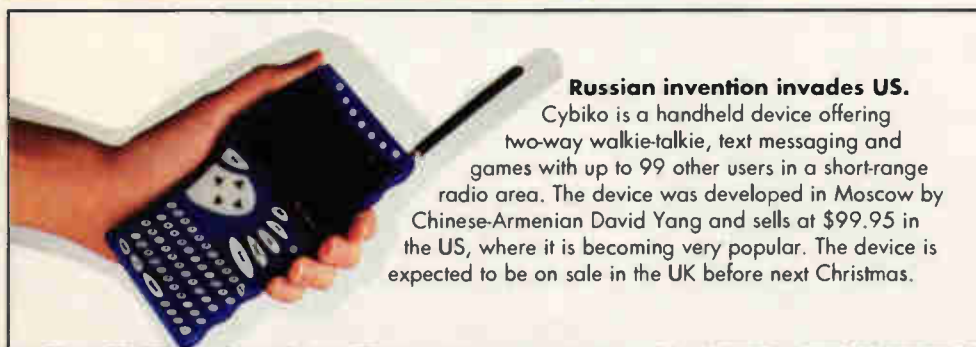 Russian invention invades US.
Cybiko is a handheld device offering
two-way walkie-talkie, text messaging and
games with up to 99 other users in a short-range
radio area. The device was developed in Moscow by
Chinese-Armenian David Yang and sells at $99.95 in
the US, where it is becoming very popular. The device is
expected to be on sale in the UK before next Christmas.